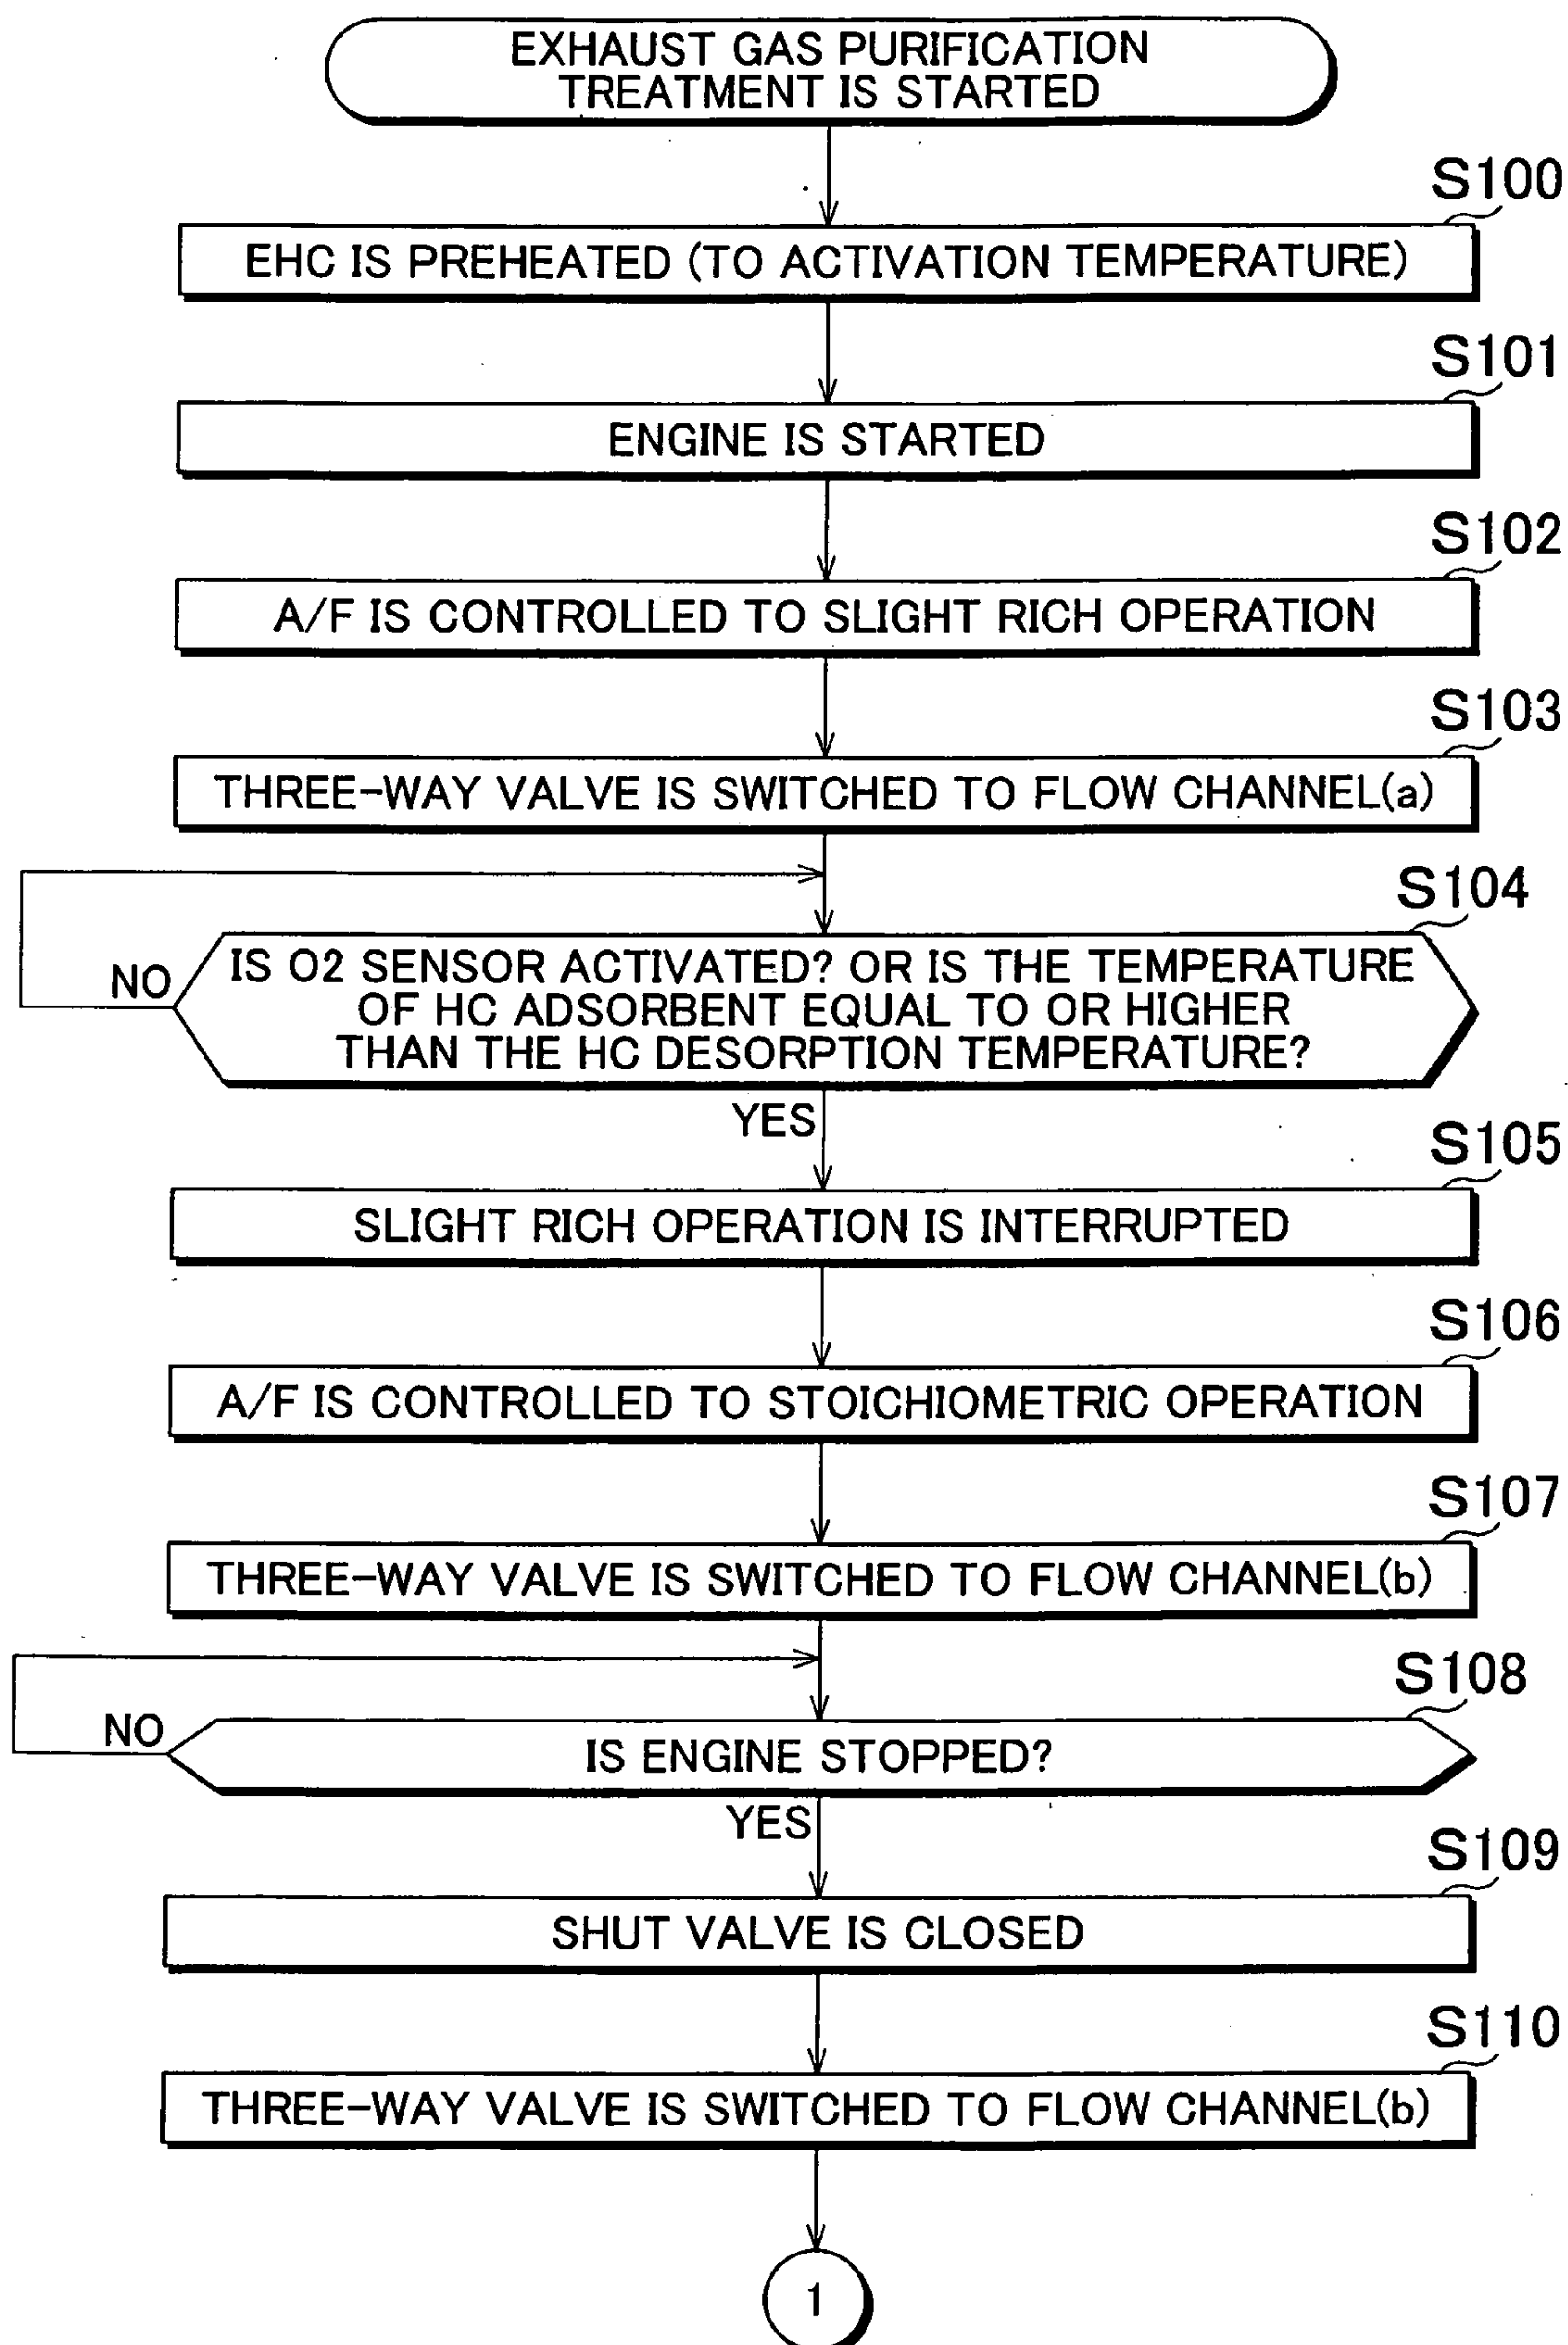 EXHAUST GAS PURIFICATION
TREATMENT IS STARTED
S100
EHC IS PREHEATED (TO ACTIVATION TEMPERATURE)
S101
ENGINE IS STARTED
S102
A/F IS CONTROLLED TO SLIGHT RICH OPERATION
S103
THREE-WAY VALVE IS SWITCHED TO FLOW CHANNEL(a)
S104
NO
IS O2 SENSOR ACTIVATED? OR IS THE TEMPERATURE
OF HC ADSORBENT EQUAL TO OR HIGHER
THAN THE HC DESORPTION TEMPERATURE?
YES
S105
SLIGHT RICH OPERATION IS INTERRUPTED
S106
A/F IS CONTROLLED TO STOICHIOMETRIC OPERATION
S107
THREE-WAY VALVE IS SWITCHED TO FLOW CHANNEL(b)
S108
NO
IS ENGINE STOPPED?
YES
S109
SHUT VALVE IS CLOSED
S110
THREE-WAY VALVE IS SWITCHED TO FLOW CHANNEL(b)
1